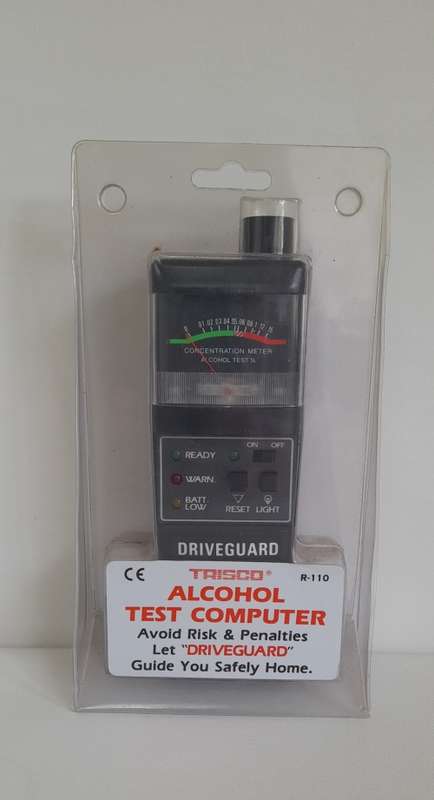 CONCENTRATION METER
ALCOHOL TEST %
READY
ON OFF
WARN.
BATT.
LOW
RESET LIGHT
DRIVEGUARD
CE TRISCO® R-110
ALCOHOL
TEST COMPUTER
Avoid Risk & Penalties
Let "DRIVEGUARD"
Guide You Safely Home.